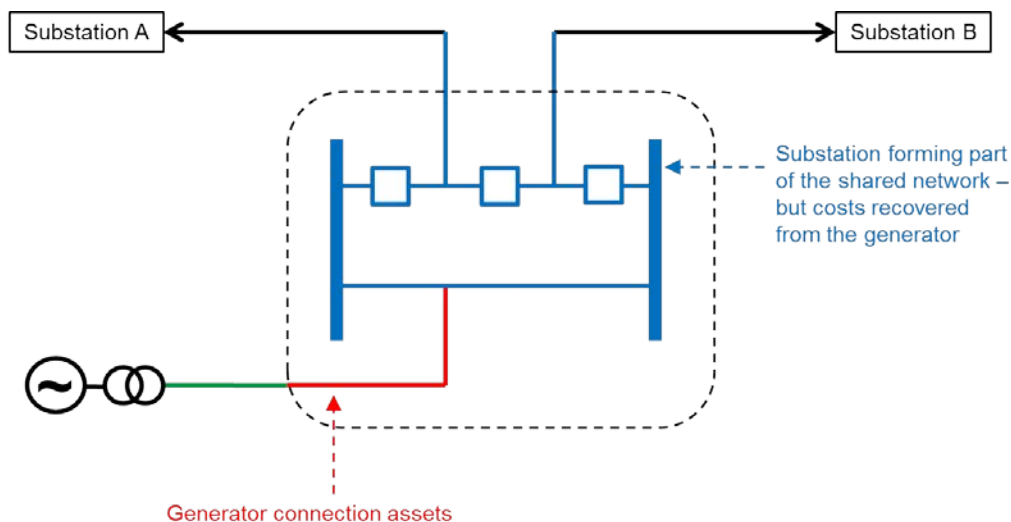 Substation A
Substation B
Substation forming part
of the shared network –
but costs recovered
from the generator
~
Generator connection assets